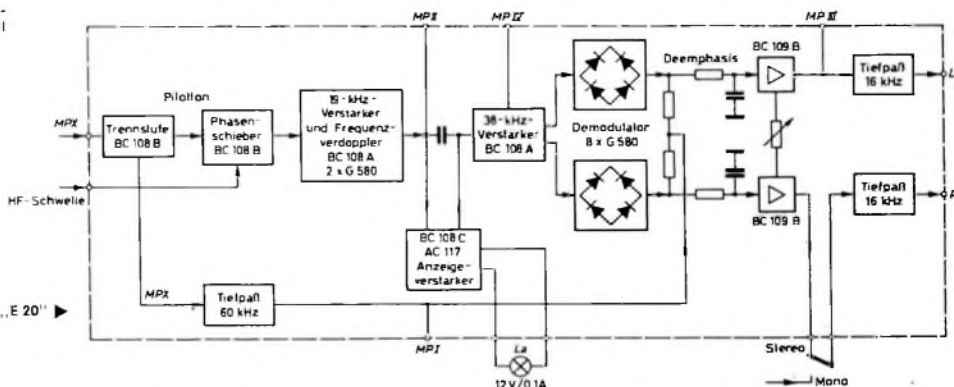 MPⅡ
MPⅣ
MPⅢ
BC 109 B
Deemphasis
Tiefpaß
16 kHz
L
Pilotton
19-kHz-
Verstärker
und Frequenz-
verdoppler
BC 108 A
2 x G 580
MPX
Trennstufe
BC 108 B
Phasen-
schieber
BC 108 B
38-kHz-
Verstärker
BC 108 A
Demodulator
8 x G 580
HF-Schwelle
Tiefpaß
16 kHz
R
BC 109 B
BC 108 C
AC 117
Anzeige-
verstärker
„E 20"
MPX
Tiefpaß
60 kHz
MPⅠ
La
12 V/0,1A
Stereo
Mono